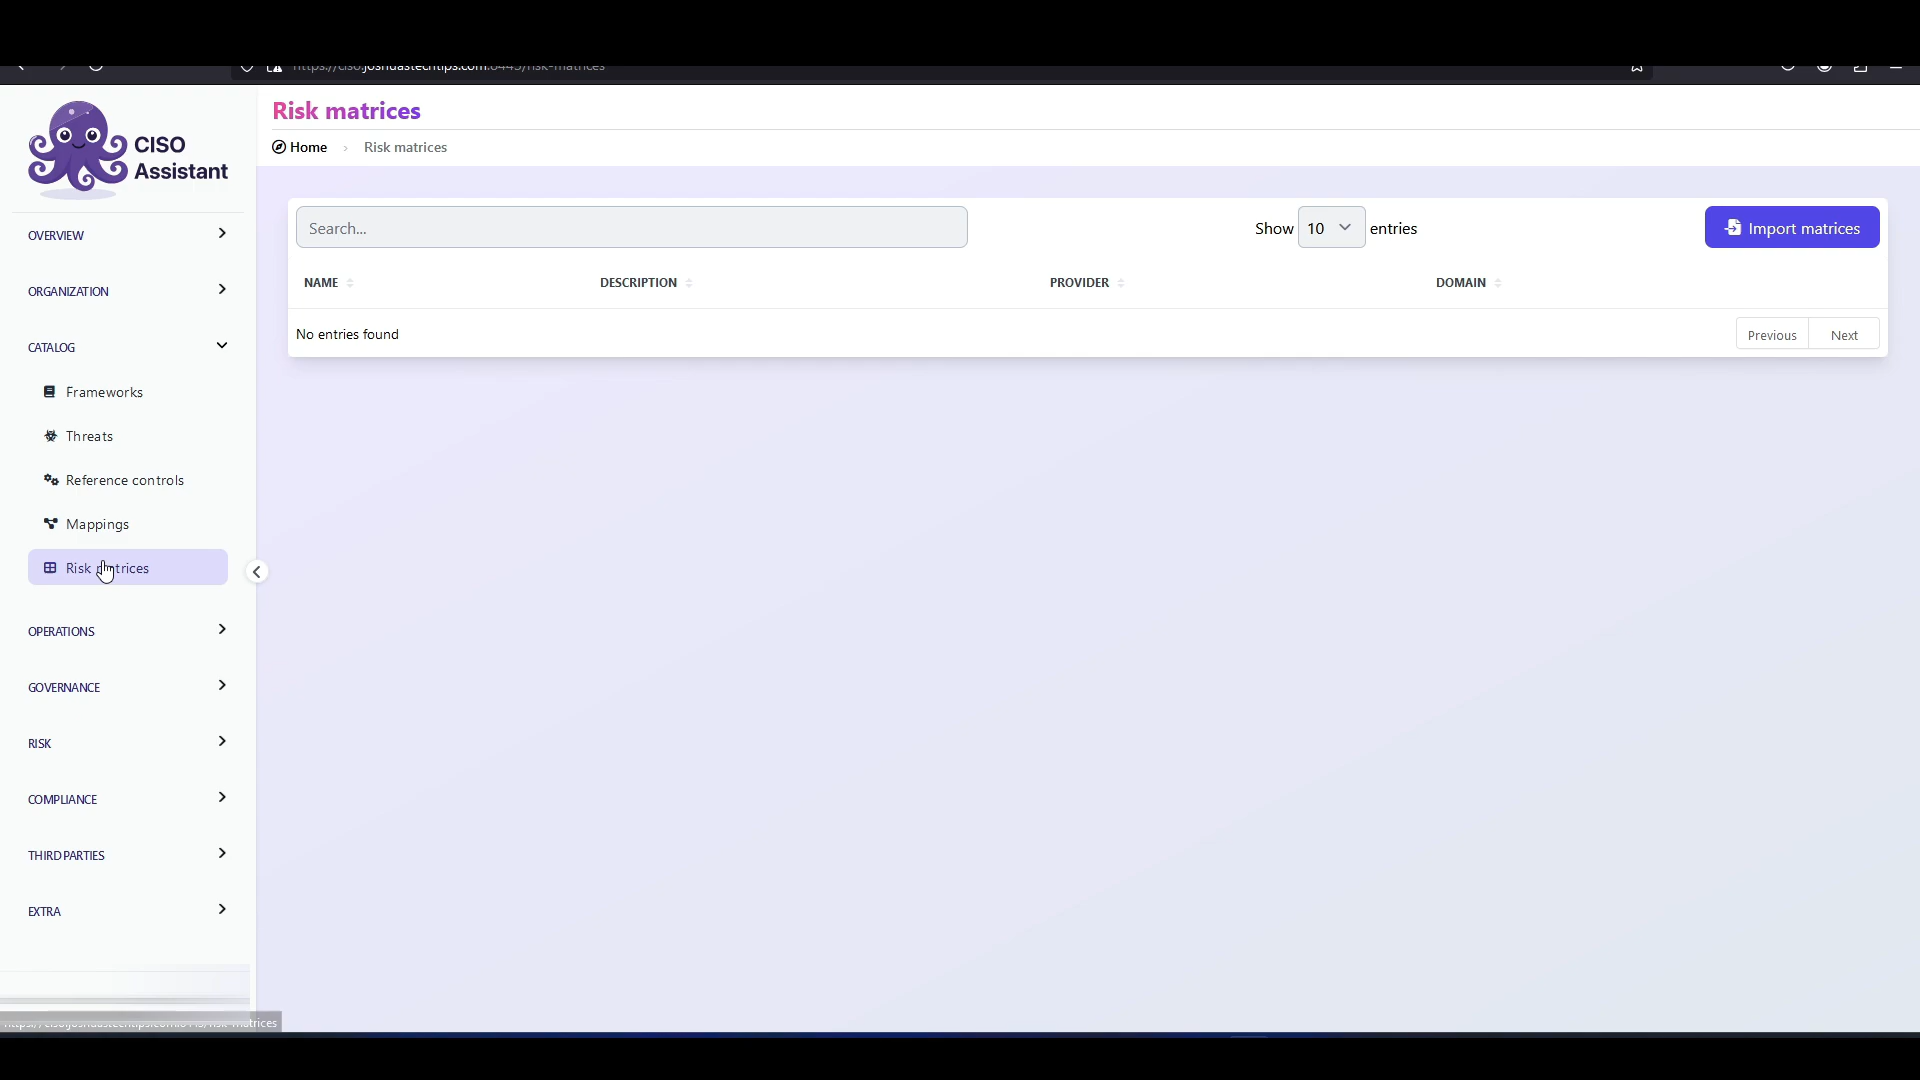 Risk matrices
Home
Risk matrices
CISO
Assistant
OVERVIEW
ORGANIZATION
CATALOG
Frameworks
Threats
Reference controls
Mappings
Risk
OPERATIONS
GOVERNANCE
RISK
COMPLIANCE
THIRD PARTIES
EXTRA
Search...
Show 10 entries
Import matrices
NAME DESCRIPTION PROVIDER DOMAIN
No entries found
Previous Next